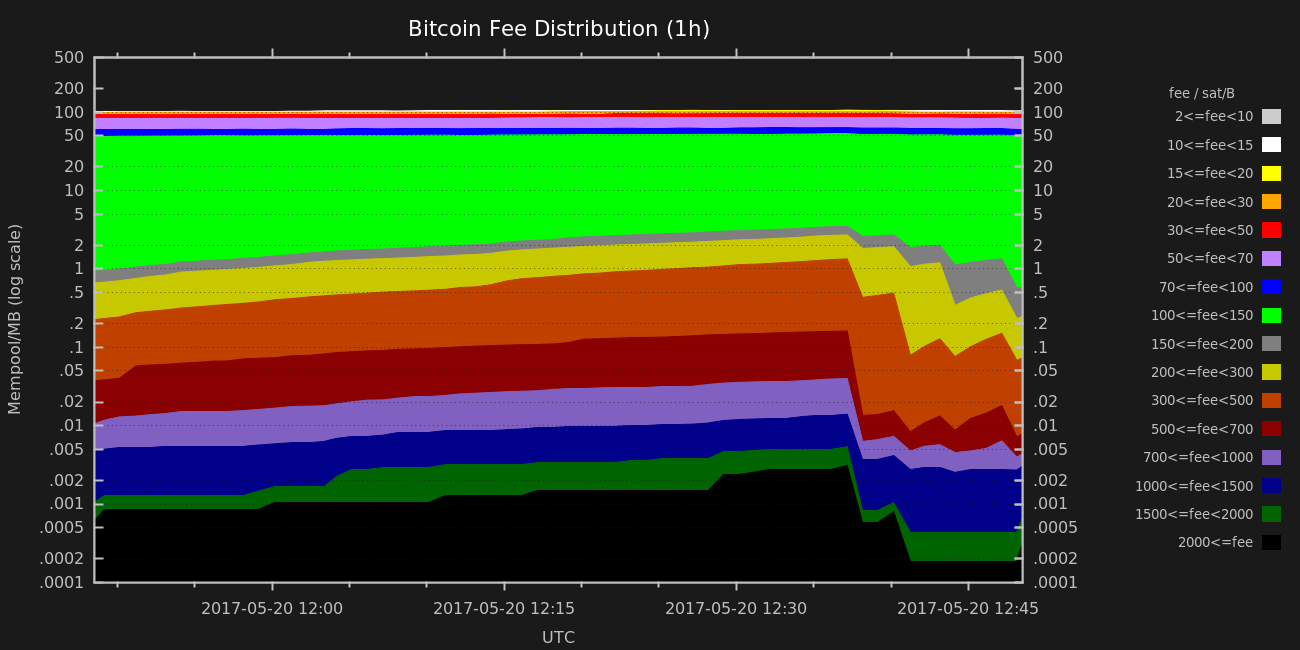 Bitcoin Fee Distribution (1h)
500
200
100
50
20
10
5
2
1
.5
.2
.1
.05
.02
.01
.005
.002
.001
.0005
.0002
.0001
Mempool/MB (log scale)
500
200
100
50
20
10
5
2
1
.5
.2
.1
.05
.02
.01
.005
.002
.001
.0005
.0002
.0001
2017-05-20 12:00 2017-05-20 12:15 2017-05-20 12:30 2017-05-20 12:45
UTC
fee / sat/B
2<=fee<10
10<=fee<15
15<=fee<20
20<=fee<30
30<=fee<50
50<=fee<70
70<=fee<100
100<=fee<150
150<=fee<200
200<=fee<300
300<=fee<500
500<=fee<700
700<=fee<1000
1000<=fee<1500
1500<=fee<2000
2000<=fee